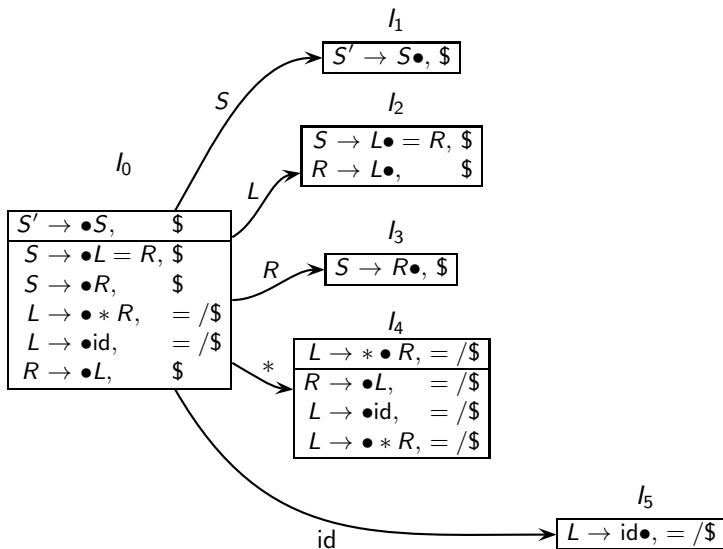 I₁
S′ → S•, $
S
I₂
S → L• = R, $
R → L•, $
L
I₀
S′ → •S, $
S → •L = R, $
S → •R, $
L → • * R, = /$
L → •id, = /$
R → •L, $
I₃
S → R•, $
R
I₄
L → * • R, = /$
R → •L, = /$
L → •id, = /$
L → • * R, = /$
*
I₅
L → id•, = /$
id